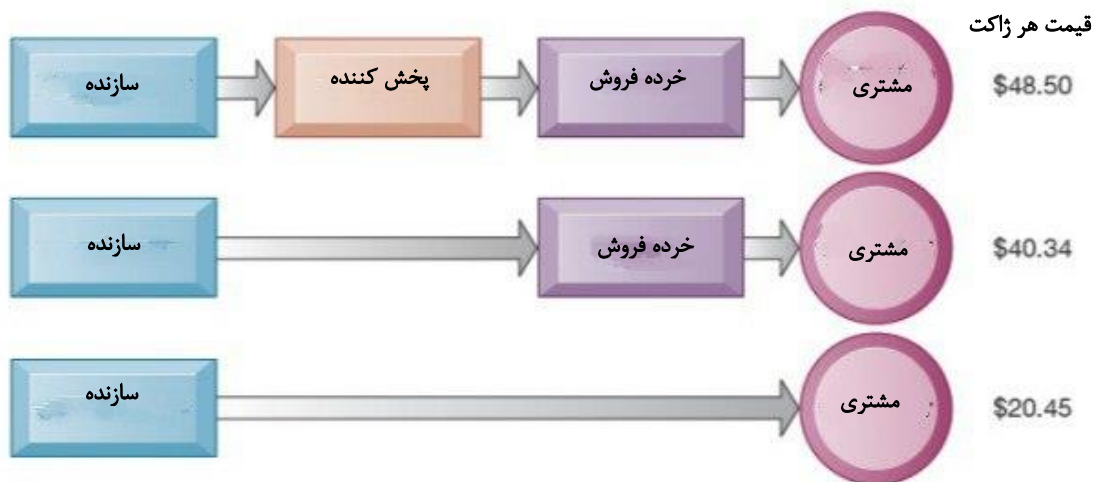 قیمت هر ژاکت
سازنده
پخش کننده
خرده فروش
مشتری
$48.50
سازنده
خرده فروش
مشتری
$40.34
سازنده
مشتری
$20.45